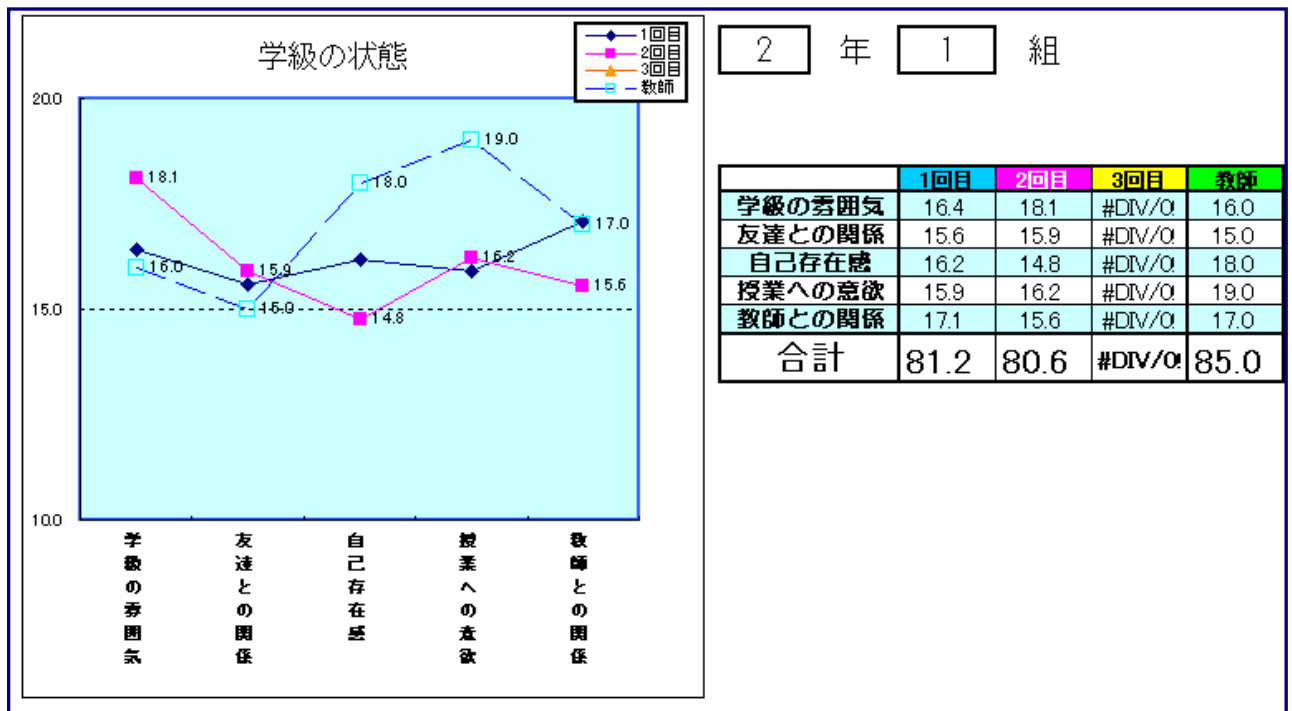 学級の状態
1回目
2回目
3回目
教師
20.0
15.0
10.0
18.1
16.0
15.9
15.0
18.0
14.8
19.0
16.2
17.0
15.6
学級の雰囲気
友達との関係
自己存在感
授業への意欲
教師との関係
2 年 1 組
1回目 2回目 3回目 教師
学級の雰囲気 16.4 18.1 #DIV/0! 16.0
友達との関係 15.6 15.9 #DIV/0! 15.0
自己存在感 16.2 14.8 #DIV/0! 18.0
授業への意欲 15.9 16.2 #DIV/0! 19.0
教師との関係 17.1 15.6 #DIV/0! 17.0
合計 81.2 80.6 #DIV/0! 85.0